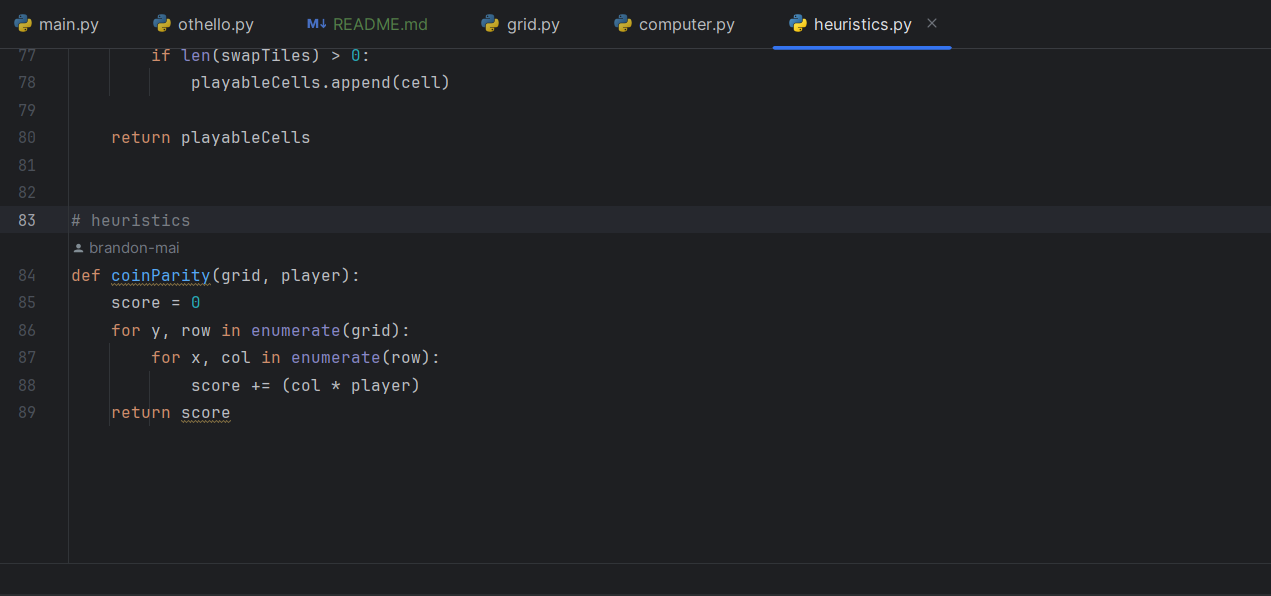 main.py othello.py M↓ README.md grid.py computer.py heuristics.py ×
77 if len(swapTiles) > 0:
78 playableCells.append(cell)
79
80 return playableCells
81
82
83 # heuristics
brandon-mai
84 def coinParity(grid, player):
85 score = 0
86 for y, row in enumerate(grid):
87 for x, col in enumerate(row):
88 score += (col * player)
89 return score